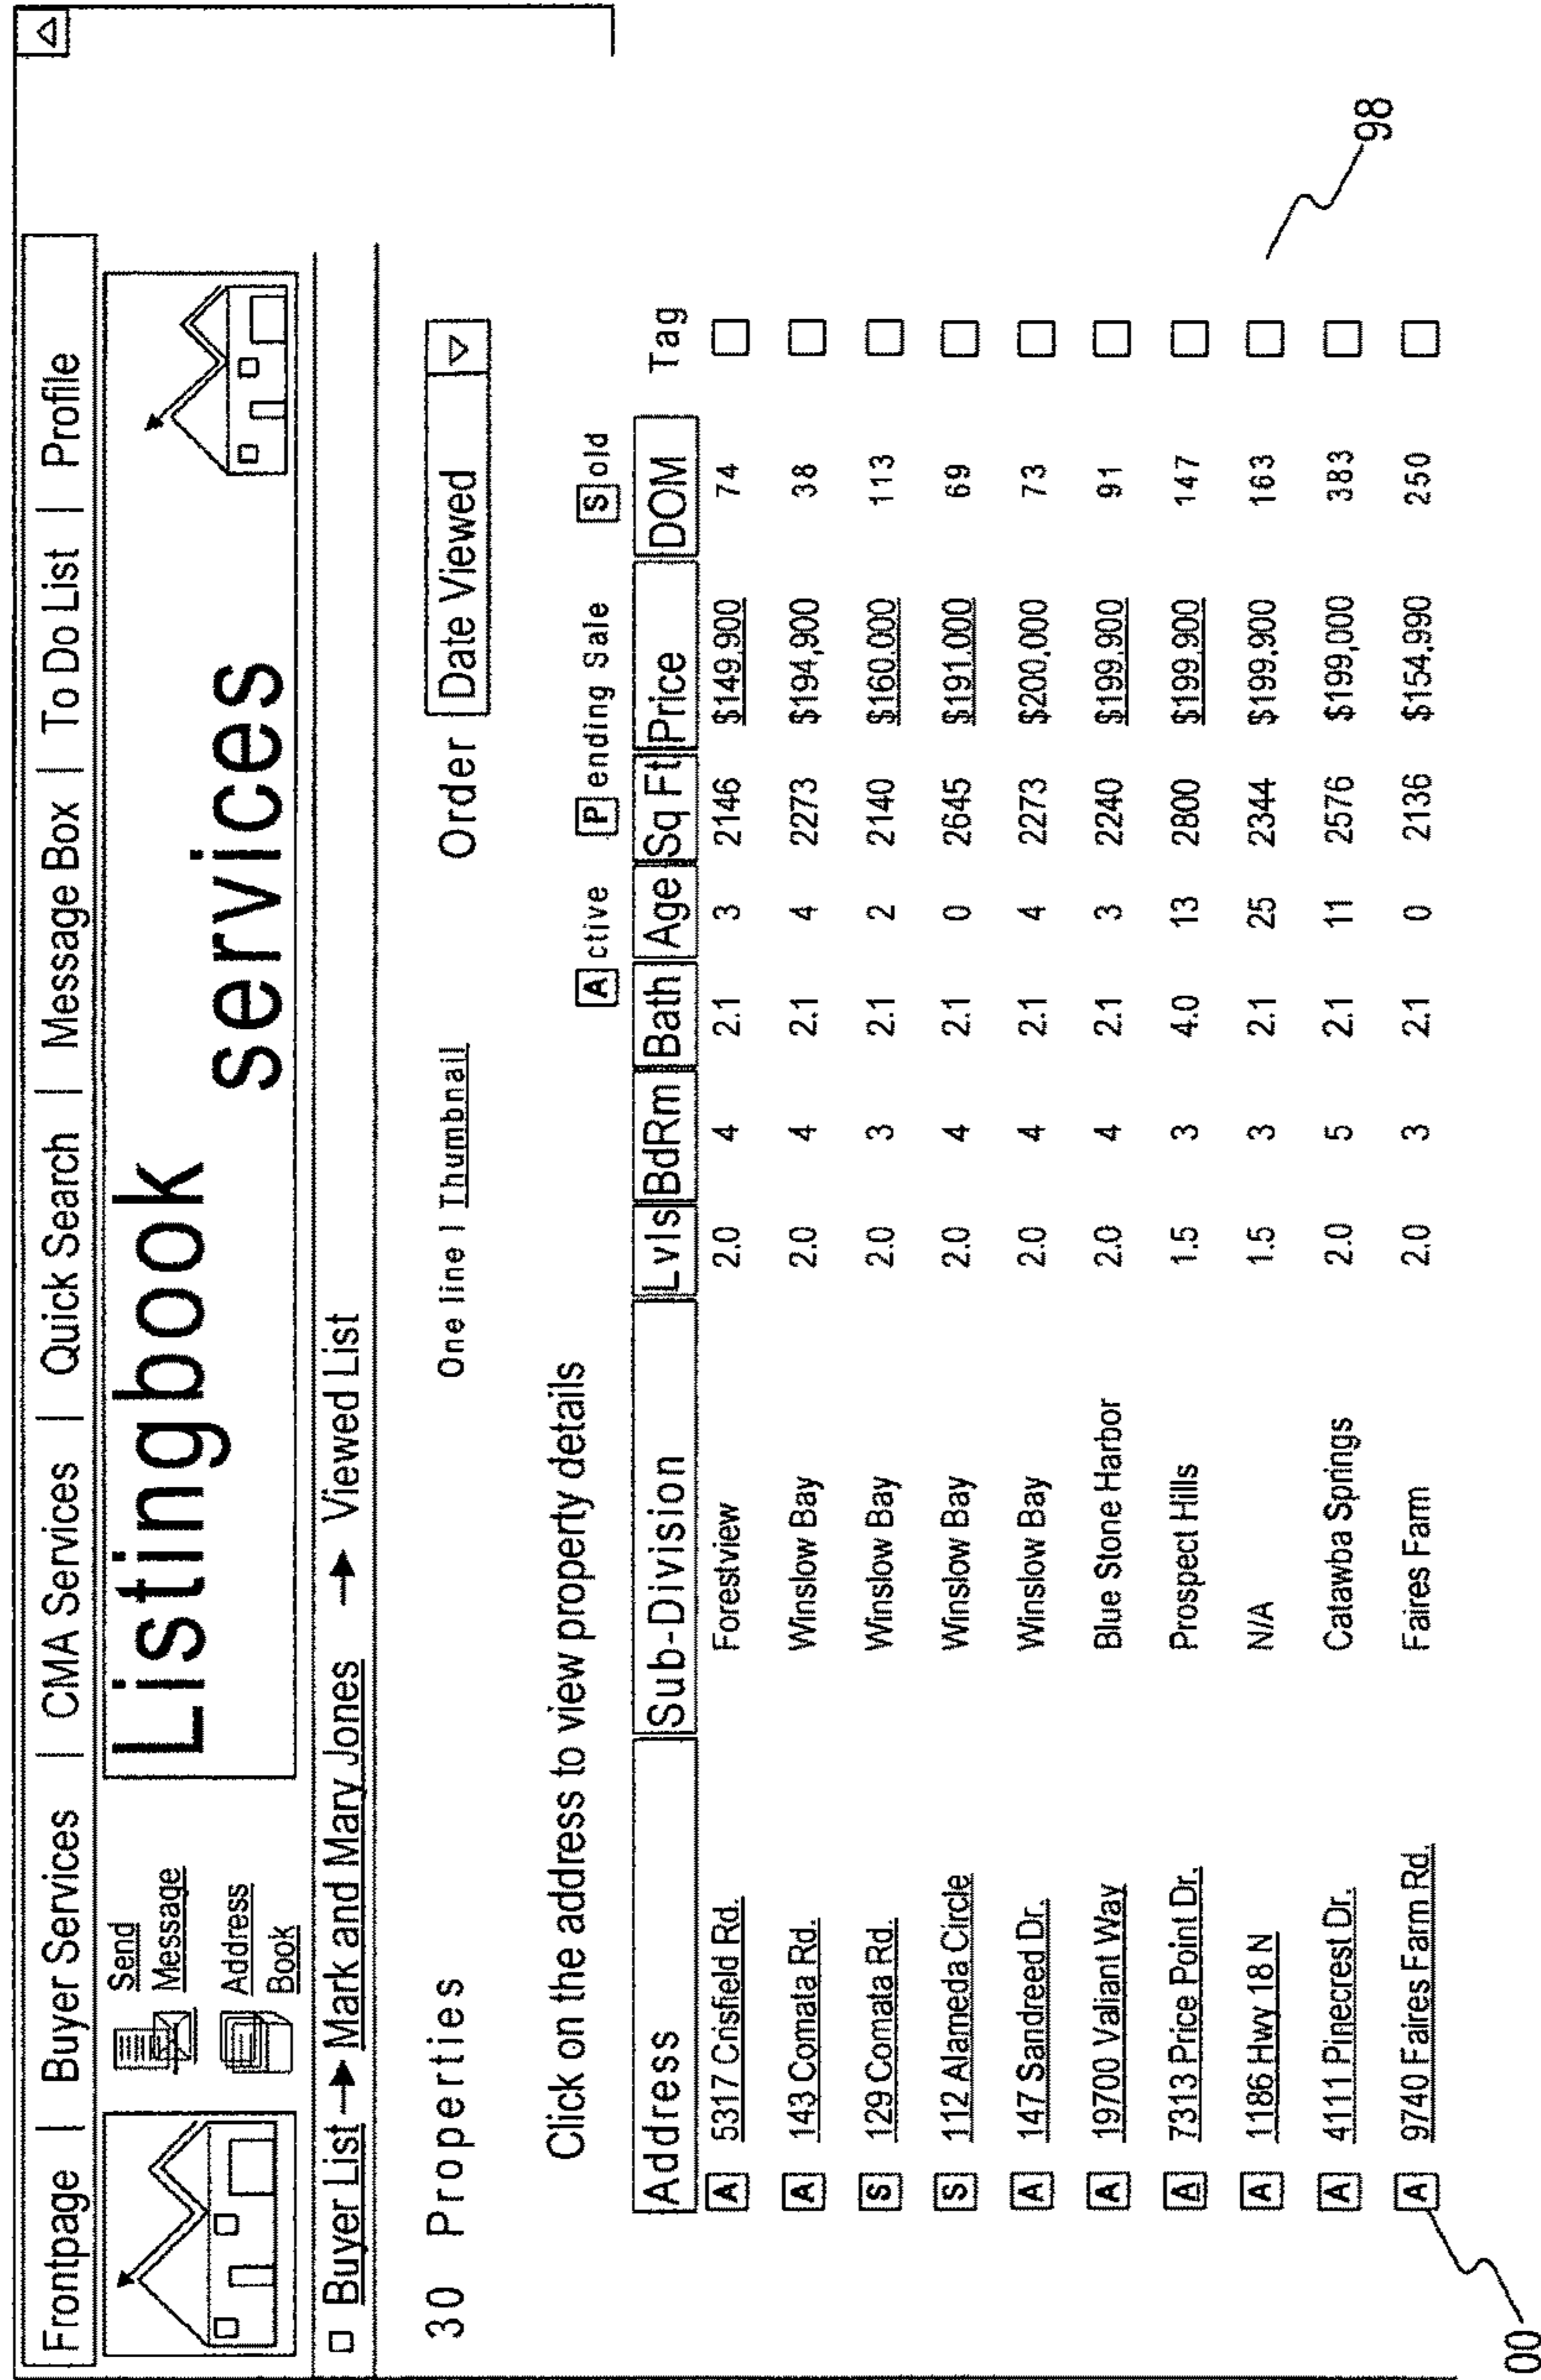 Frontpage | Buyer Services | CMA Services | Quick Search | Message Box | To Do List | Profile
Send
Message
Address
Book
Listingbook
services
Buyer List → Mark and Mary Jones → Viewed List
30 Properties One line | Thumbnail Order Date Viewed
Click on the address to view property details
A ctive P ending Sale S old
Address Sub-Division Lvls BdRm Bath Age Sq Ft Price DOM Tag
A 5317 Crisfield Rd. Forestview 2.0 4 2.1 3 2146 $149,900 74
A 143 Comata Rd. Winslow Bay 2.0 4 2.1 4 2273 $194,900 38
S 129 Comata Rd. Winslow Bay 2.0 3 2.1 2 2140 $160,000 113
S 112 Alameda Circle Winslow Bay 2.0 4 2.1 0 2645 $191,000 69
A 147 Sandreed Dr. Winslow Bay 2.0 4 2.1 4 2273 $200,000 73
A 19700 Valiant Way Blue Stone Harbor 2.0 4 2.1 3 2240 $199,900 91
A 7313 Price Point Dr. Prospect Hills 1.5 3 4.0 13 2800 $199,900 147
A 1186 Hwy 18 N N/A 1.5 3 2.1 25 2344 $199,900 163
A 4111 Pinecrest Dr. Catawba Springs 2.0 5 2.1 11 2576 $199,000 383
A 9740 Faires Farm Rd. Faires Farm 2.0 3 2.1 0 2136 $154,990 250
98
00